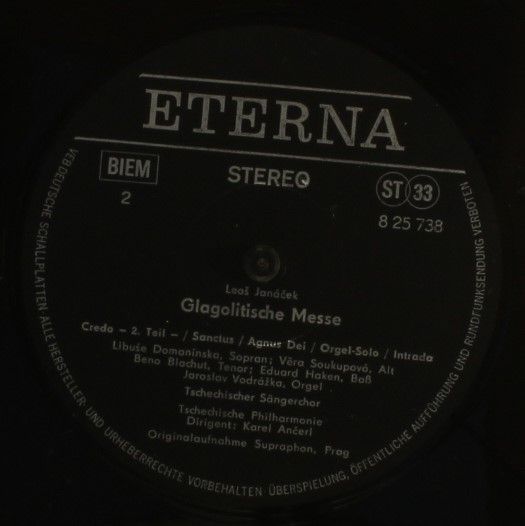 ETERNA
BIEM
STEREO
ST 33
2
8 25 738
Leoš Janáček
Glagolitische Messe
Credo – 2. Teil – / Sanctus / Agnus Dei / Orgel-Solo / Intrada
Libuše Domaninska, Sopran; Věra Soukupová, Alt
Beno Blachut, Tenor; Eduard Haken, Baß
Jaroslav Vodrážka, Orgel
Tschechischer Sängerchor
Tschechische Philharmonie
Dirigent: Karel Ančerl
Originalaufnahme Supraphon, Prag
VEB DEUTSCHE SCHALLPLATTEN ALLE HERSTELLER- UND URHEBERRECHTE VORBEHALTEN ÜBERSPIELUNG, ÖFFENTLICHE AUFFÜHRUNG UND RUNDFUNKSENDUNG VERBOTEN